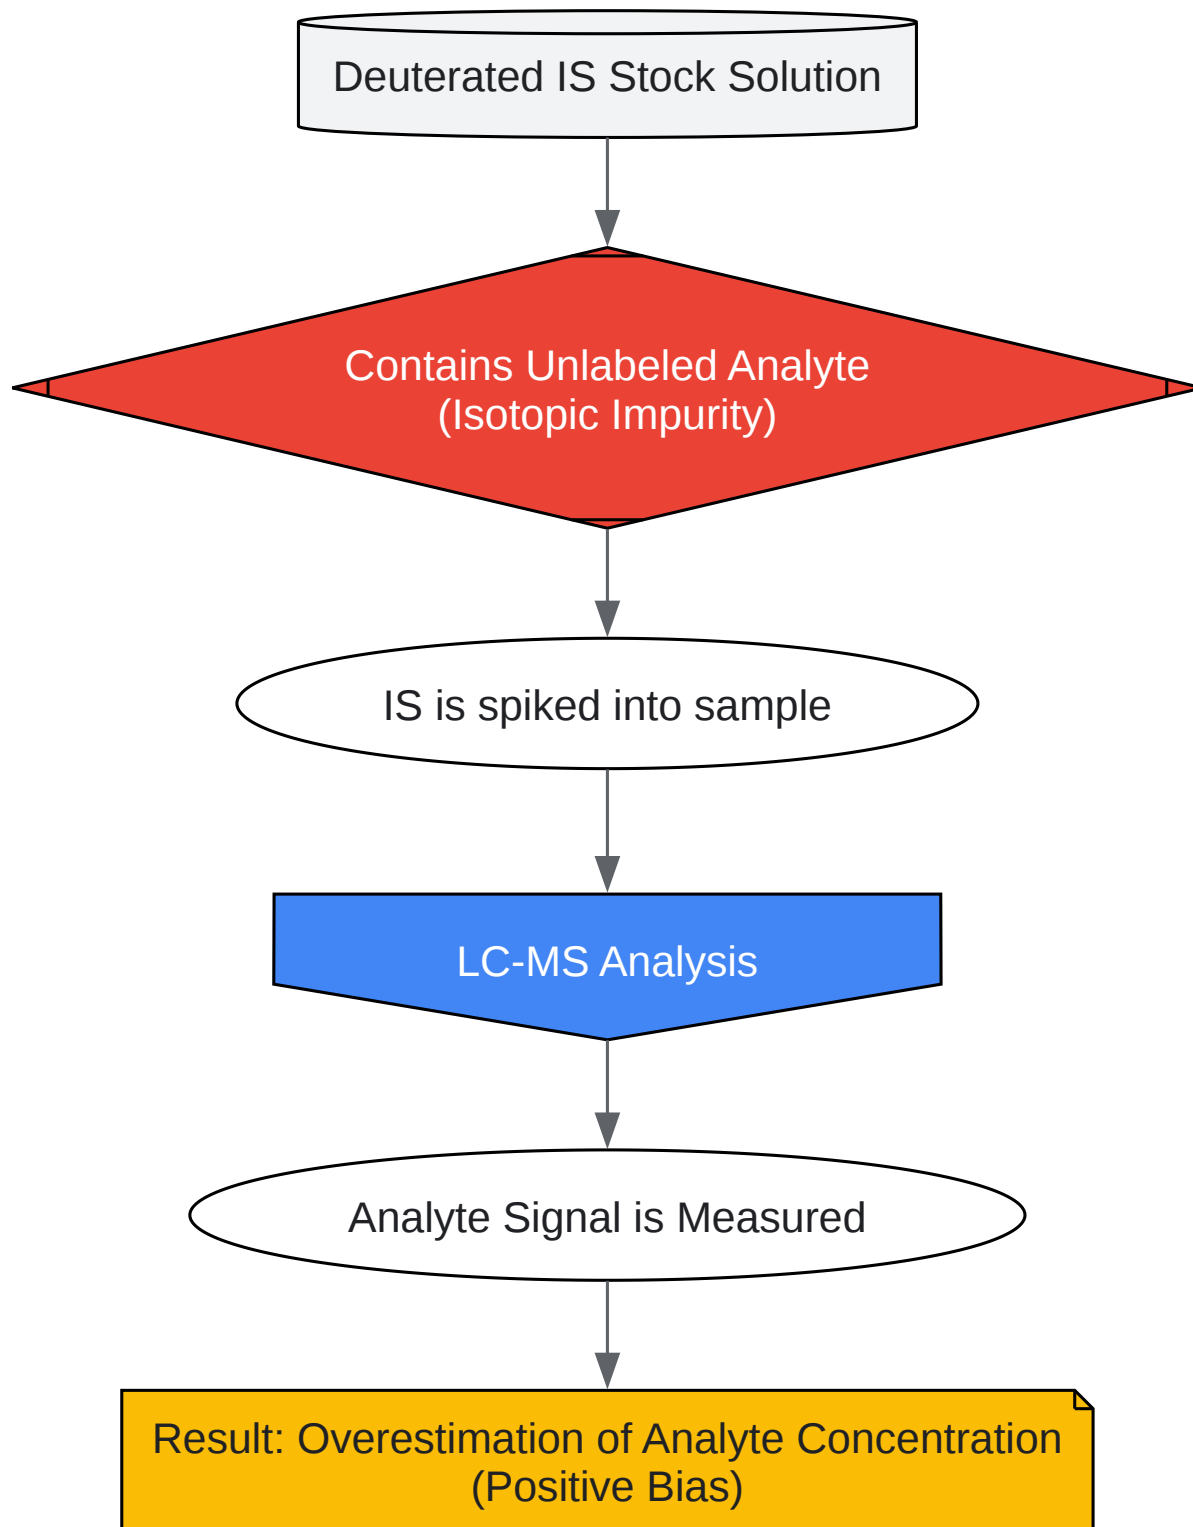 Deuterated IS Stock Solution
Contains Unlabeled Analyte
(Isotopic Impurity)
IS is spiked into sample
LC-MS Analysis
Analyte Signal is Measured
Result: Overestimation of Analyte Concentration
(Positive Bias)